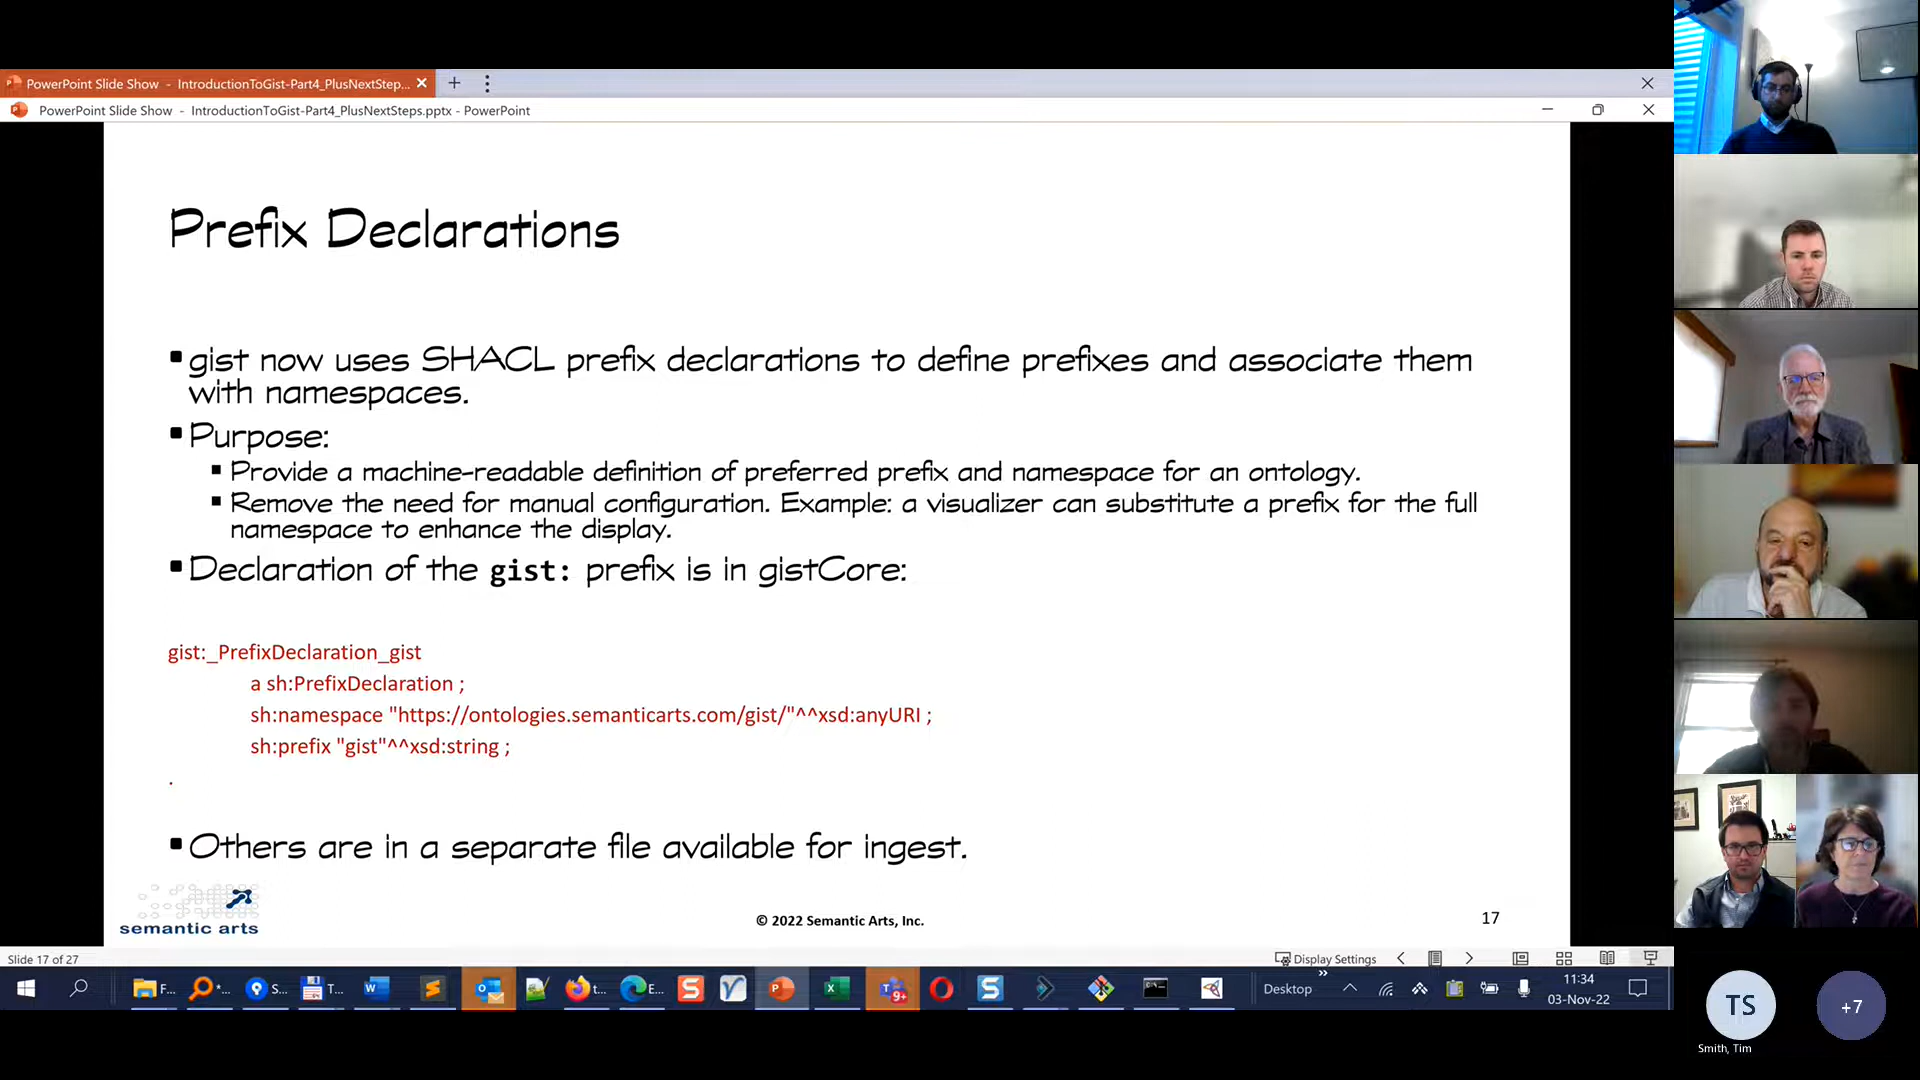 PowerPoint Slide Show - IntroductionToGist-Part4_PlusNextStep...
PowerPoint Slide Show - IntroductionToGist-Part4_PlusNextSteps.pptx - PowerPoint
Prefix Declarations
gist now uses SHACL prefix declarations to define prefixes and associate them
with namespaces.
Purpose:
Provide a machine-readable definition of preferred prefix and namespace for an ontology.
Remove the need for manual configuration. Example: a visualizer can substitute a prefix for the full
namespace to enhance the display.
Declaration of the gist: prefix is in gistCore:
gist:_PrefixDeclaration_gist
a sh:PrefixDeclaration ;
sh:namespace "https://ontologies.semanticarts.com/gist/"^^xsd:anyURI ;
sh:prefix "gist"^^xsd:string ;
.
Others are in a separate file available for ingest.
semantic arts
© 2022 Semantic Arts, Inc.
17
Slide 17 of 27
Display Settings
F...
*...
S...
T...
t...
E...
9+
Desktop
11:34
03-Nov-22
TS
+7
Smith, Tim